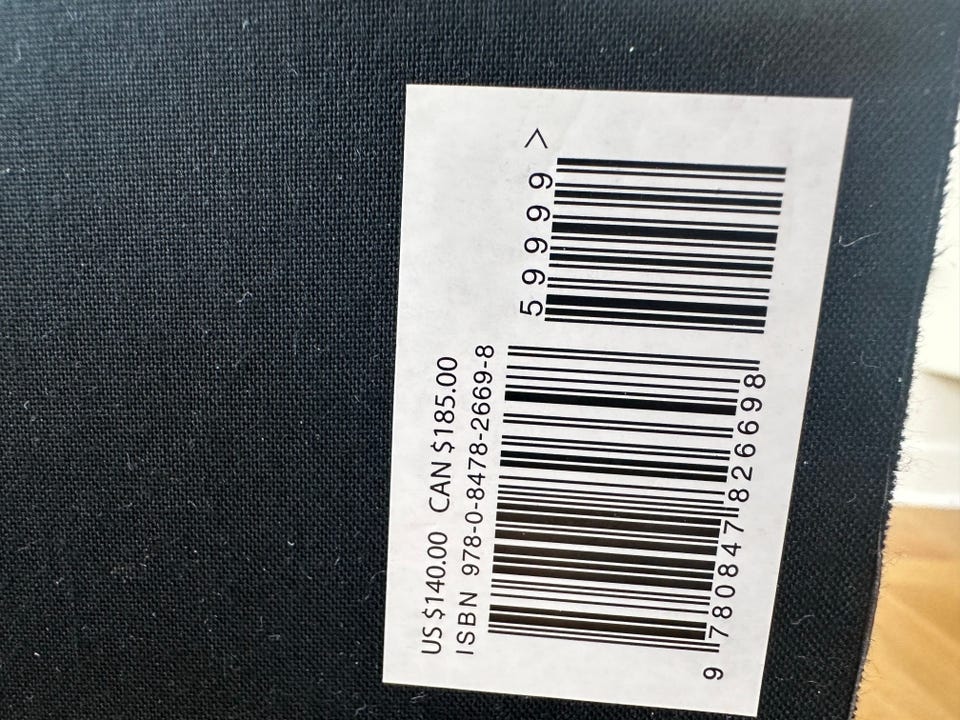 US $140.00 CAN $185.00
ISBN 978-0-8478-2669-8
59999 >
9 780847 826698